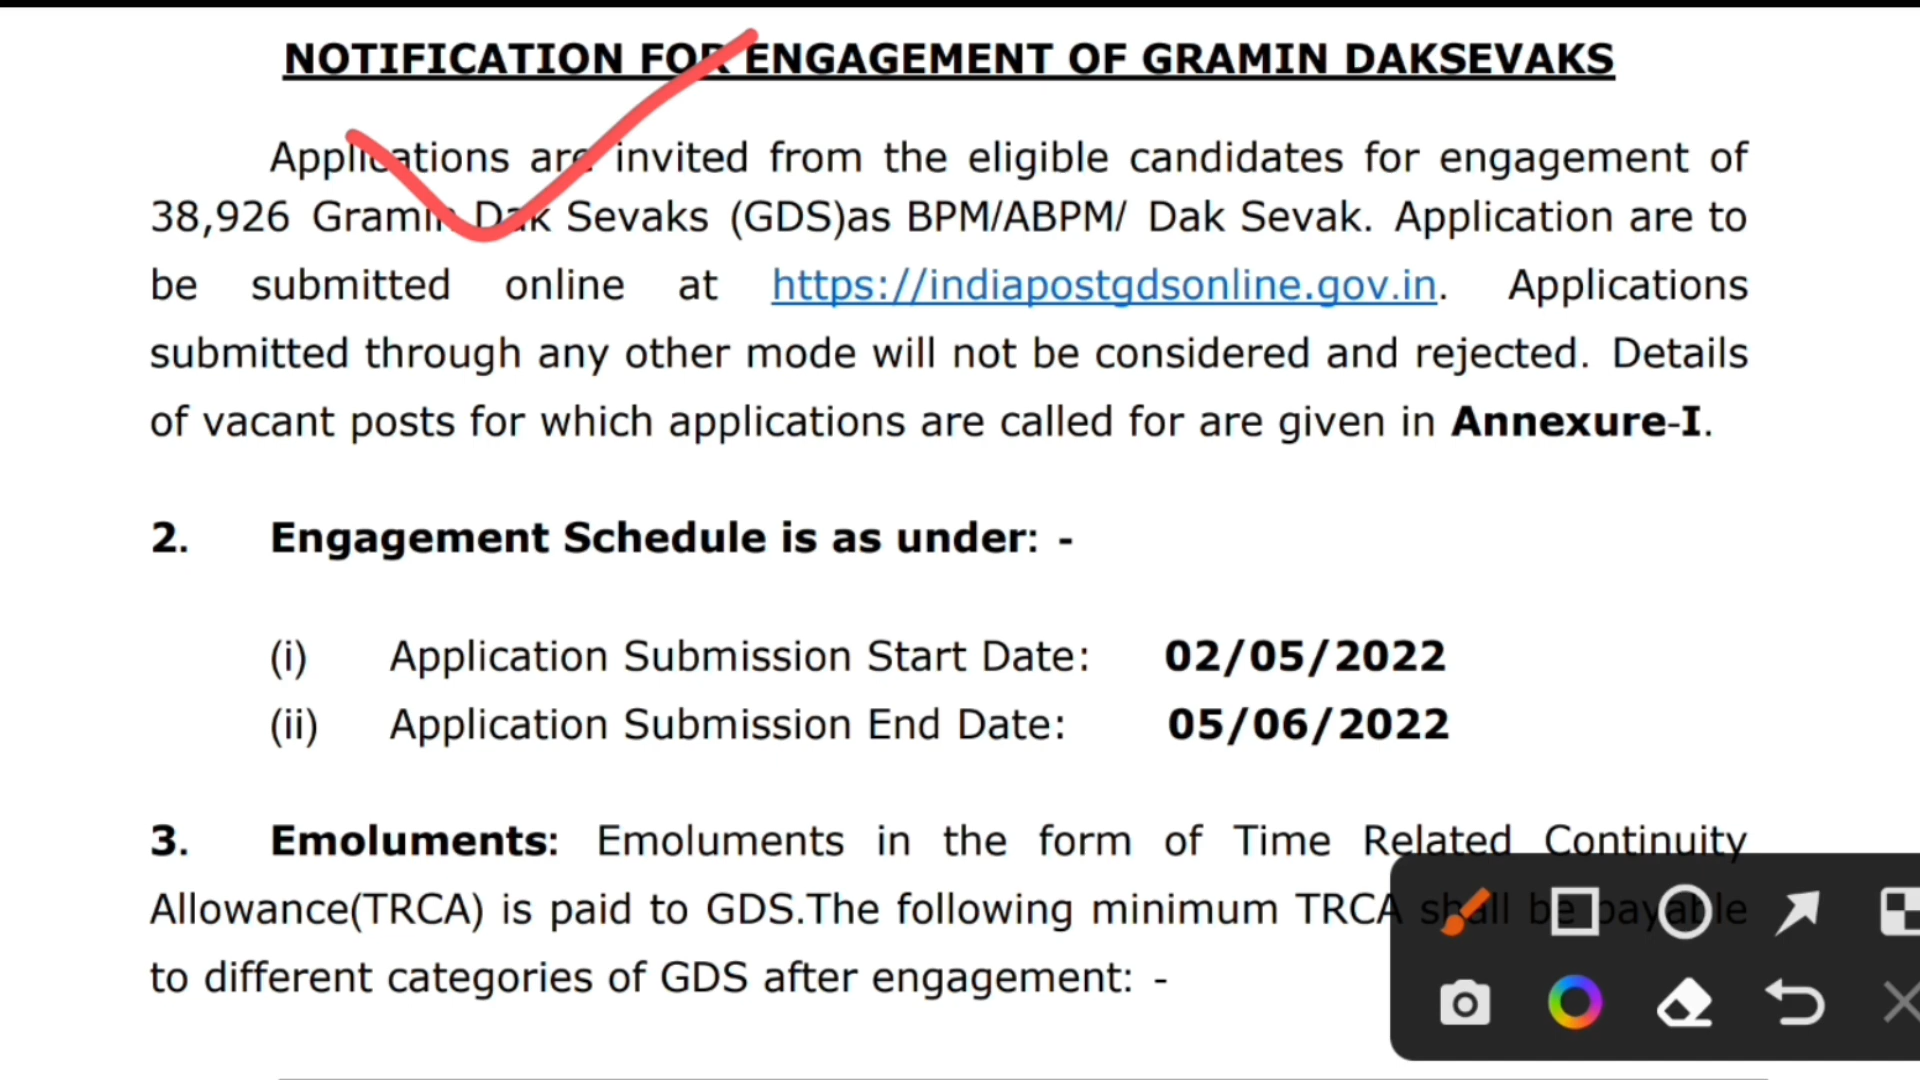 NOTIFICATION FOR ENGAGEMENT OF GRAMIN DAKSEVAKS
Applications are invited from the eligible candidates for engagement of
38,926 Gramin Dak Sevaks (GDS)as BPM/ABPM/ Dak Sevak. Application are to
be submitted online at https://indiapostgdsonline.gov.in. Applications
submitted through any other mode will not be considered and rejected. Details
of vacant posts for which applications are called for are given in Annexure-I.
2. Engagement Schedule is as under: -
(i) Application Submission Start Date: 02/05/2022
(ii) Application Submission End Date: 05/06/2022
3. Emoluments: Emoluments in the form of Time Related Continuity
Allowance(TRCA) is paid to GDS.The following minimum TRCA shall be payable
to different categories of GDS after engagement: -